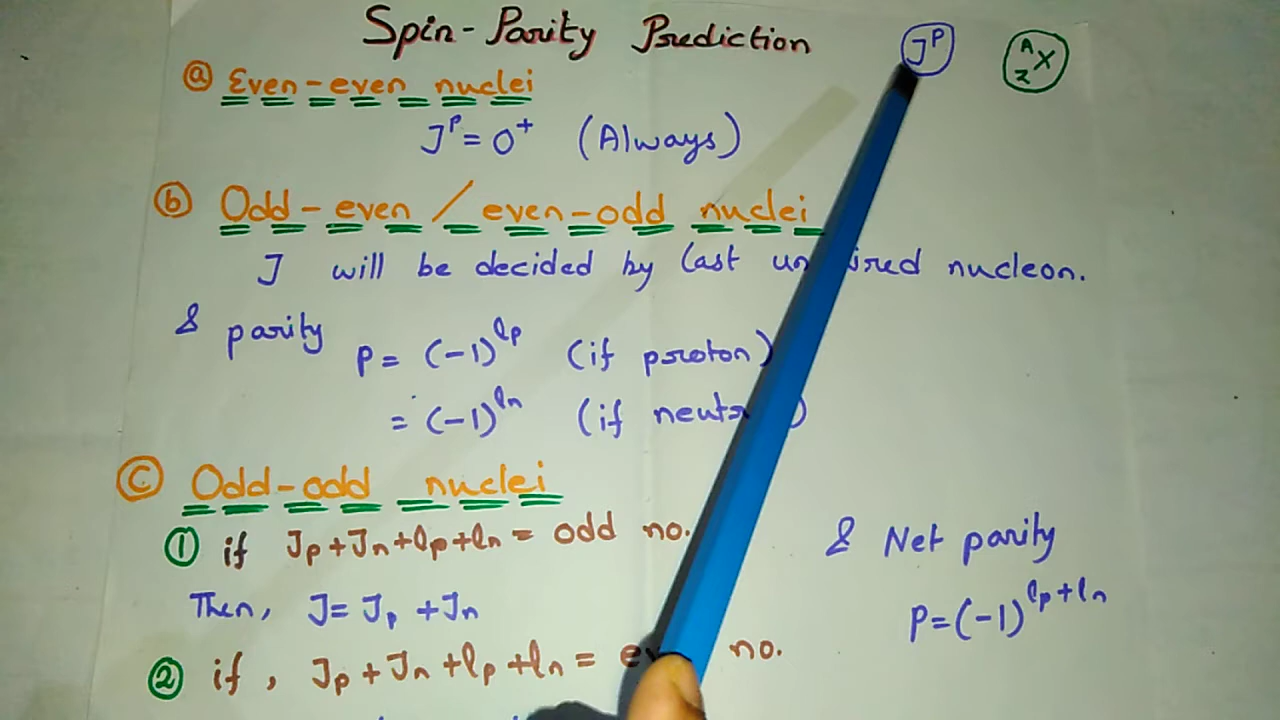 Spin-Parity Prediction
J^P
A Z X
(a) Even-even nuclei
J^P = 0^+ (Always)
(b) Odd-even / even-odd nuclei
J will be decided by last nucleon.
& parity P = (-1)^lp (if proton)
= (-1)^ln (if
(c) Odd-odd nuclei
(1) if Jp+Jn+lp+ln = odd no.
Then, J = Jp + Jn
& Net parity
P = (-1)^lp+ln
(2) if, Jp + Jn + lp + ln = no.